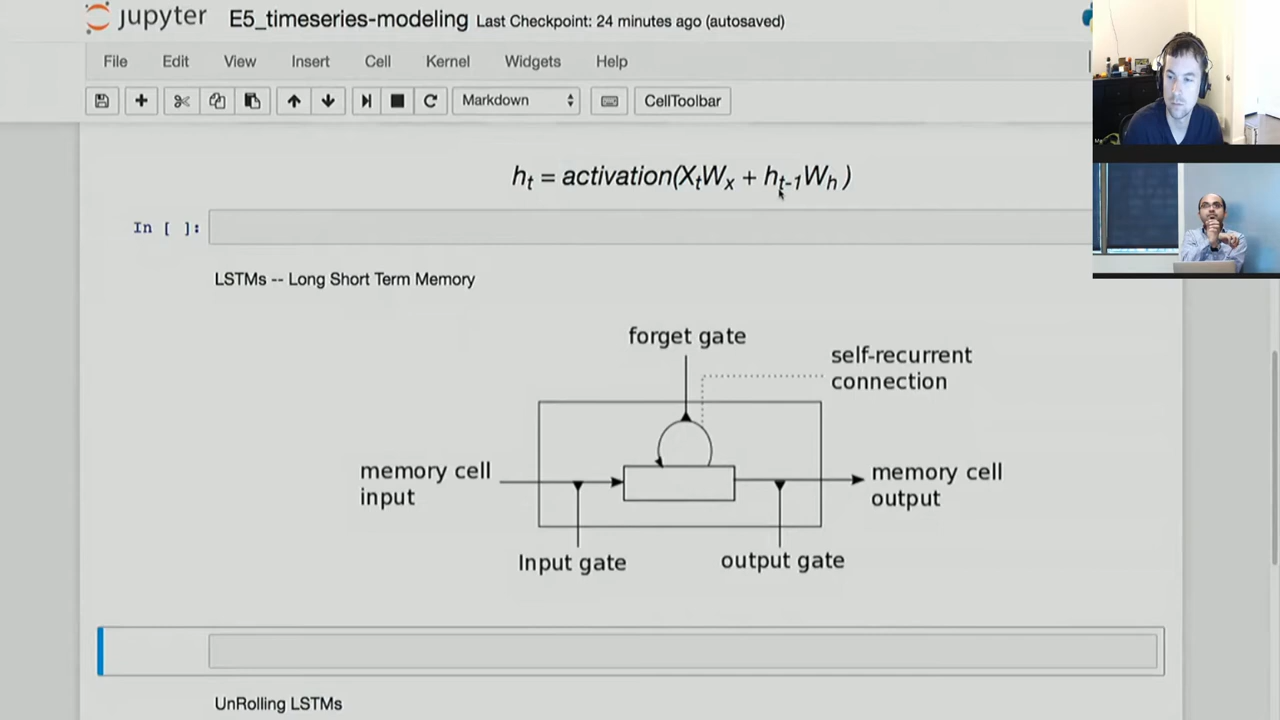 jupyter E5_timeseries-modeling Last Checkpoint: 24 minutes ago (autosaved)
File Edit View Insert Cell Kernel Widgets Help
Markdown CellToolbar
hₜ = activation(XₜWₓ + hₜ₋₁Wₕ )
In [ ]:
LSTMs -- Long Short Term Memory
forget gate
self-recurrent
connection
memory cell
input
memory cell
output
Input gate
output gate
UnRolling LSTMs